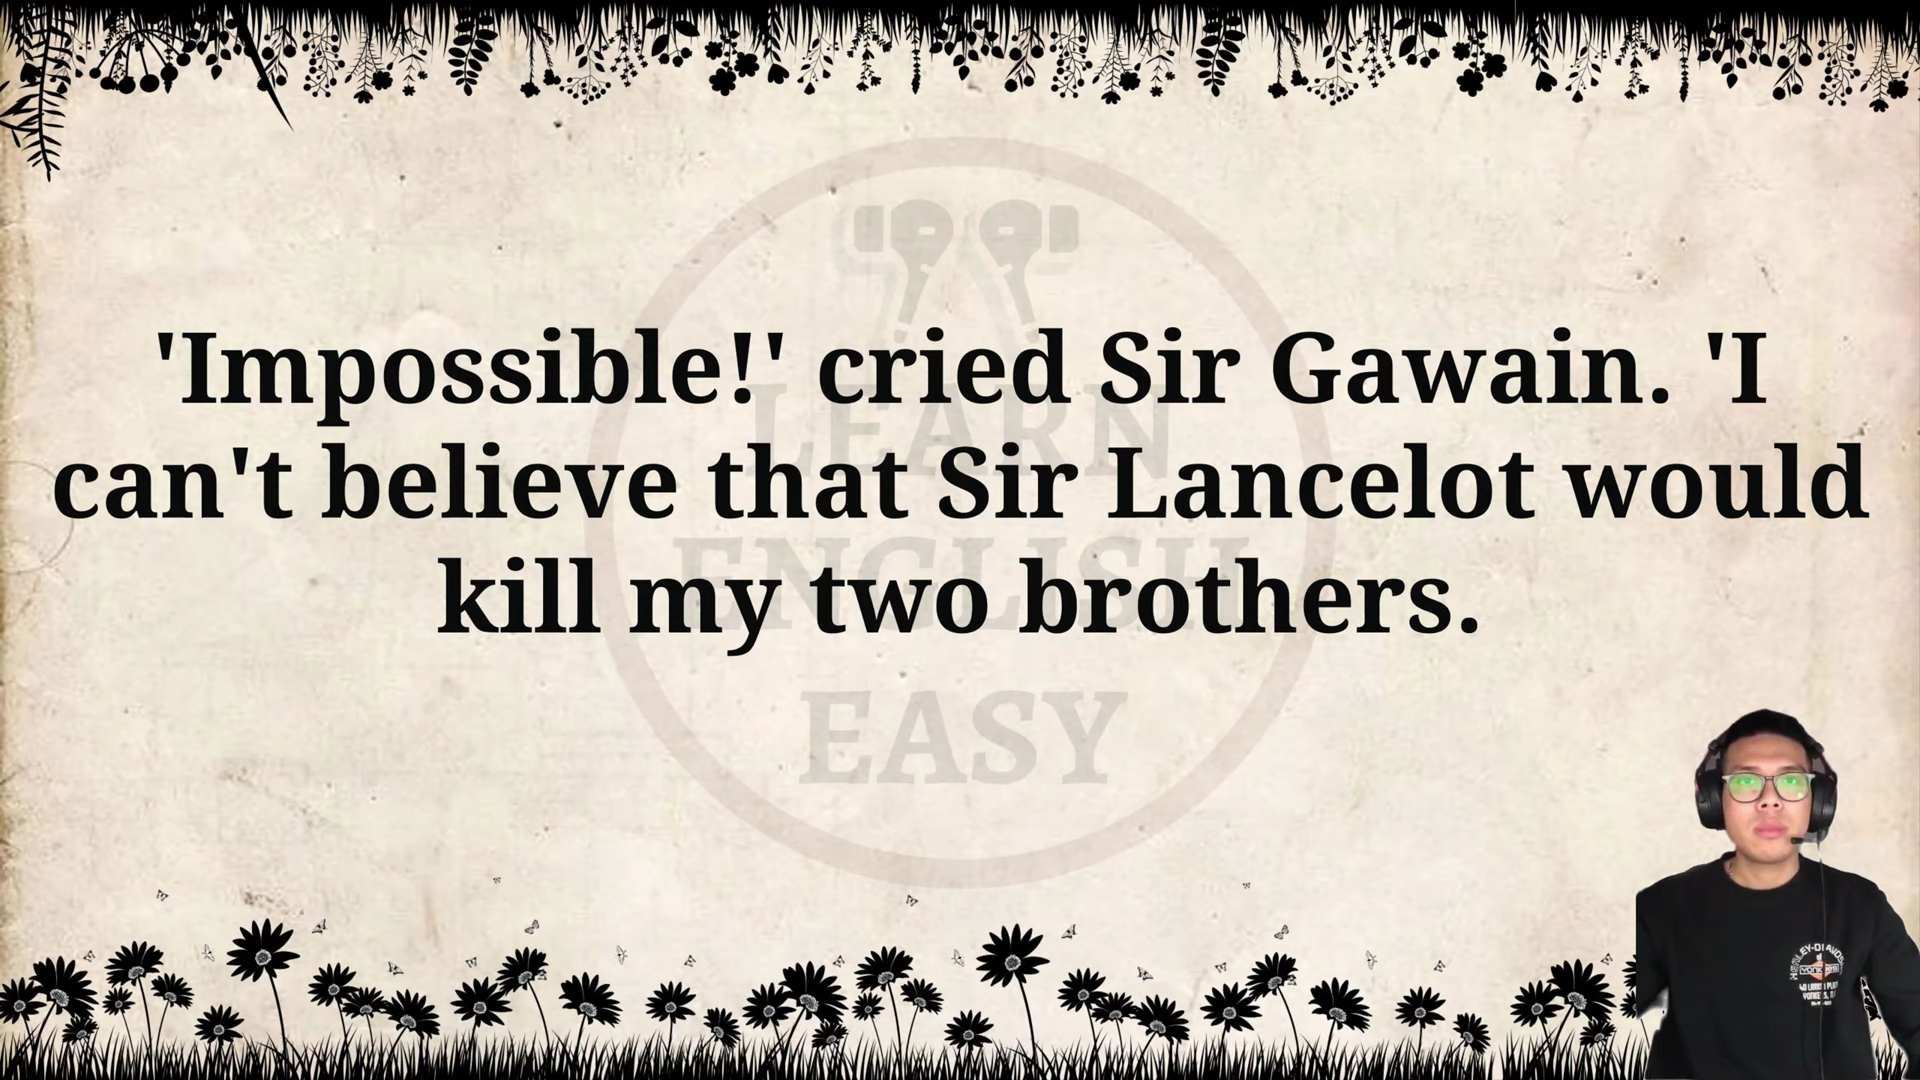 'Impossible!' cried Sir Gawain. 'I
can't believe that Sir Lancelot would
kill my two brothers.
LEARN
ENGLISH
EASY